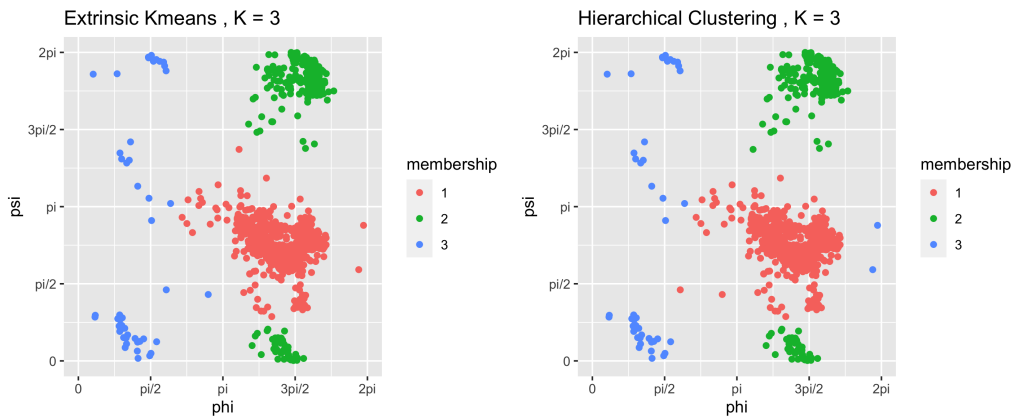 Extrinsic Kmeans , K = 3
2pi
3pi/2
pi
pi/2
0
psi
0 pi/2 pi 3pi/2 2pi
phi
membership
1
2
3
Hierarchical Clustering , K = 3
2pi
3pi/2
pi
pi/2
0
psi
0 pi/2 pi 3pi/2 2pi
phi
membership
1
2
3